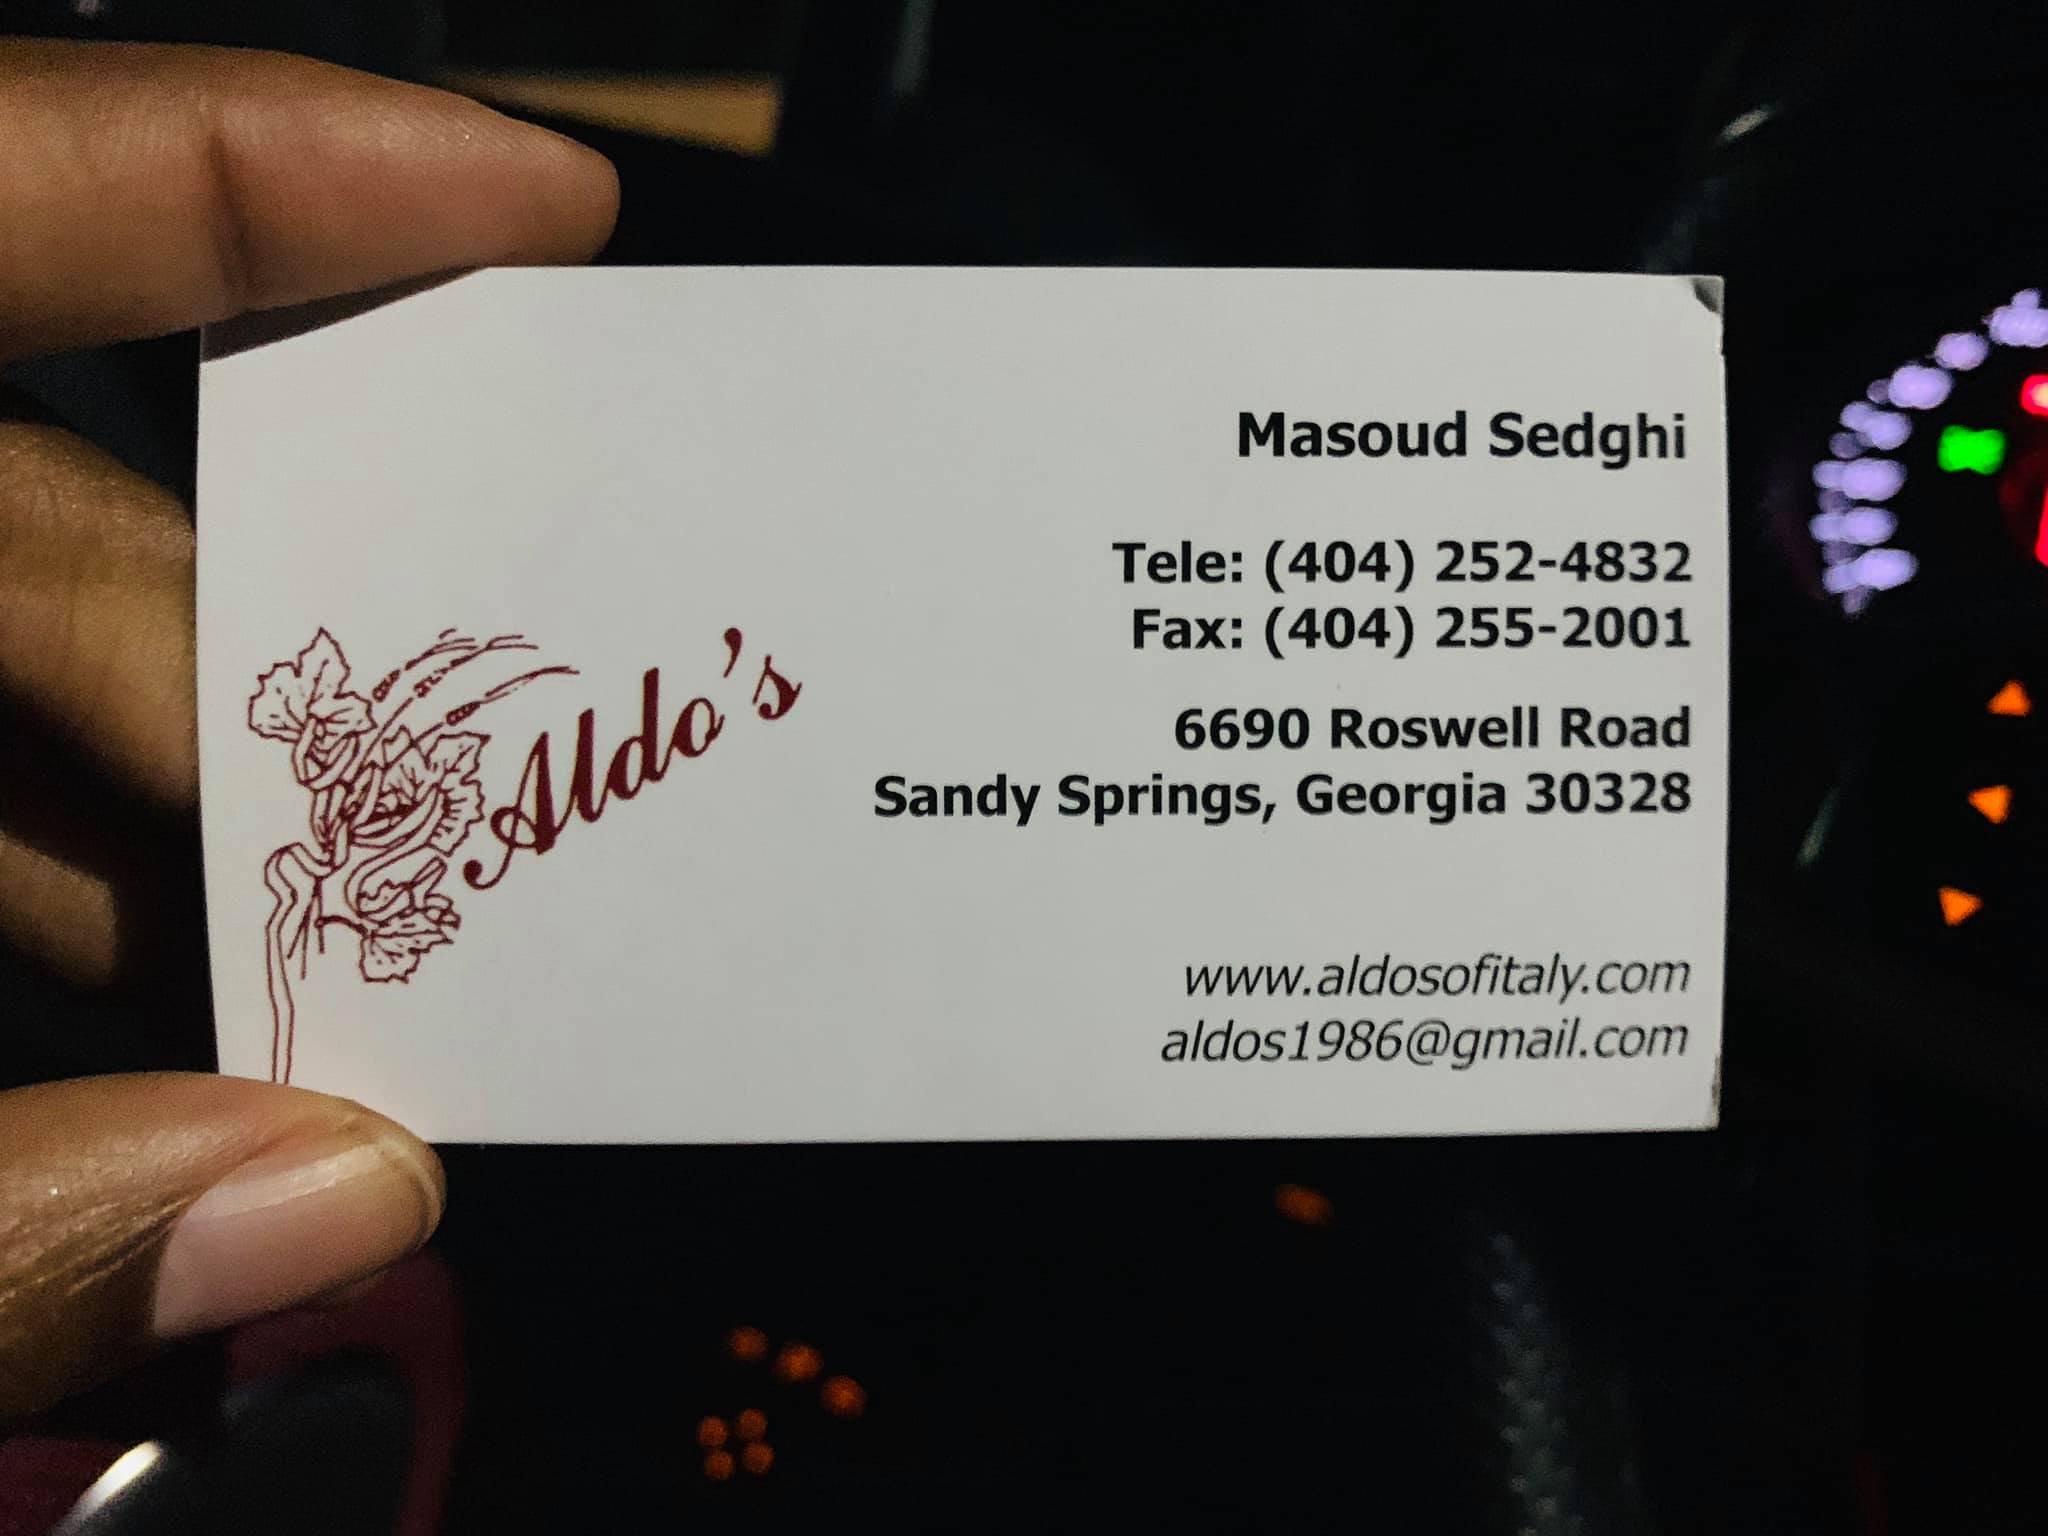 Masoud Sedghi
Tele: (404) 252-4832
Fax: (404) 255-2001
6690 Roswell Road
Sandy Springs, Georgia 30328
Aldo's
www.aldosofitaly.com
aldos1986@gmail.com